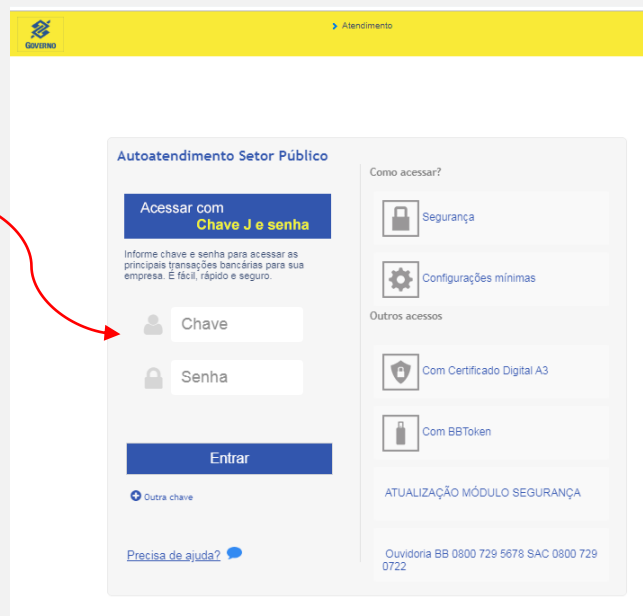 GOVERNO
Atendimento
Autoatendimento Setor Público
Acessar com
Chave J e senha
Informe chave e senha para acessar as
principais transações bancárias para sua
empresa. É fácil, rápido e seguro.
Chave
Senha
Entrar
Outra chave
Precisa de ajuda?
Como acessar?
Segurança
Configurações mínimas
Outros acessos
Com Certificado Digital A3
Com BBToken
ATUALIZAÇÃO MÓDULO SEGURANÇA
Ouvidoria BB 0800 729 5678 SAC 0800 729
0722